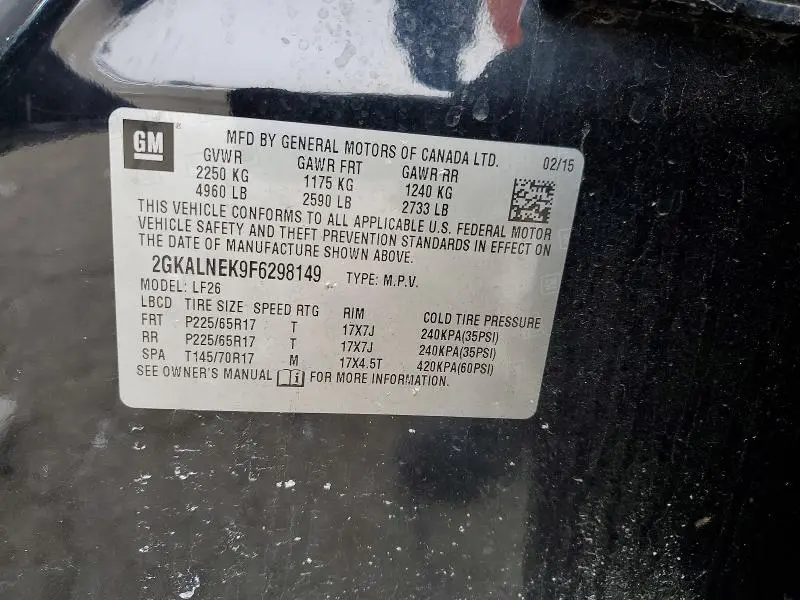 GM ®
MFD BY GENERAL MOTORS OF CANADA LTD. 02/15
GVWR GAWR FRT GAWR RR
2250 KG 1175 KG 1240 KG
4960 LB 2590 LB 2733 LB
THIS VEHICLE CONFORMS TO ALL APPLICABLE U.S. FEDERAL MOTOR
VEHICLE SAFETY AND THEFT PREVENTION STANDARDS IN EFFECT ON
THE DATE OF MANUFACTURE SHOWN ABOVE.
2GKALNEK9F6298149 TYPE: M.P.V.
MODEL: LF26
LBCD TIRE SIZE SPEED RTG RIM COLD TIRE PRESSURE
FRT P225/65R17 T 17X7J 240KPA(35PSI)
RR P225/65R17 T 17X7J 240KPA(35PSI)
SPA T145/70R17 M 17X4.5T 420KPA(60PSI)
SEE OWNER'S MANUAL i FOR MORE INFORMATION.